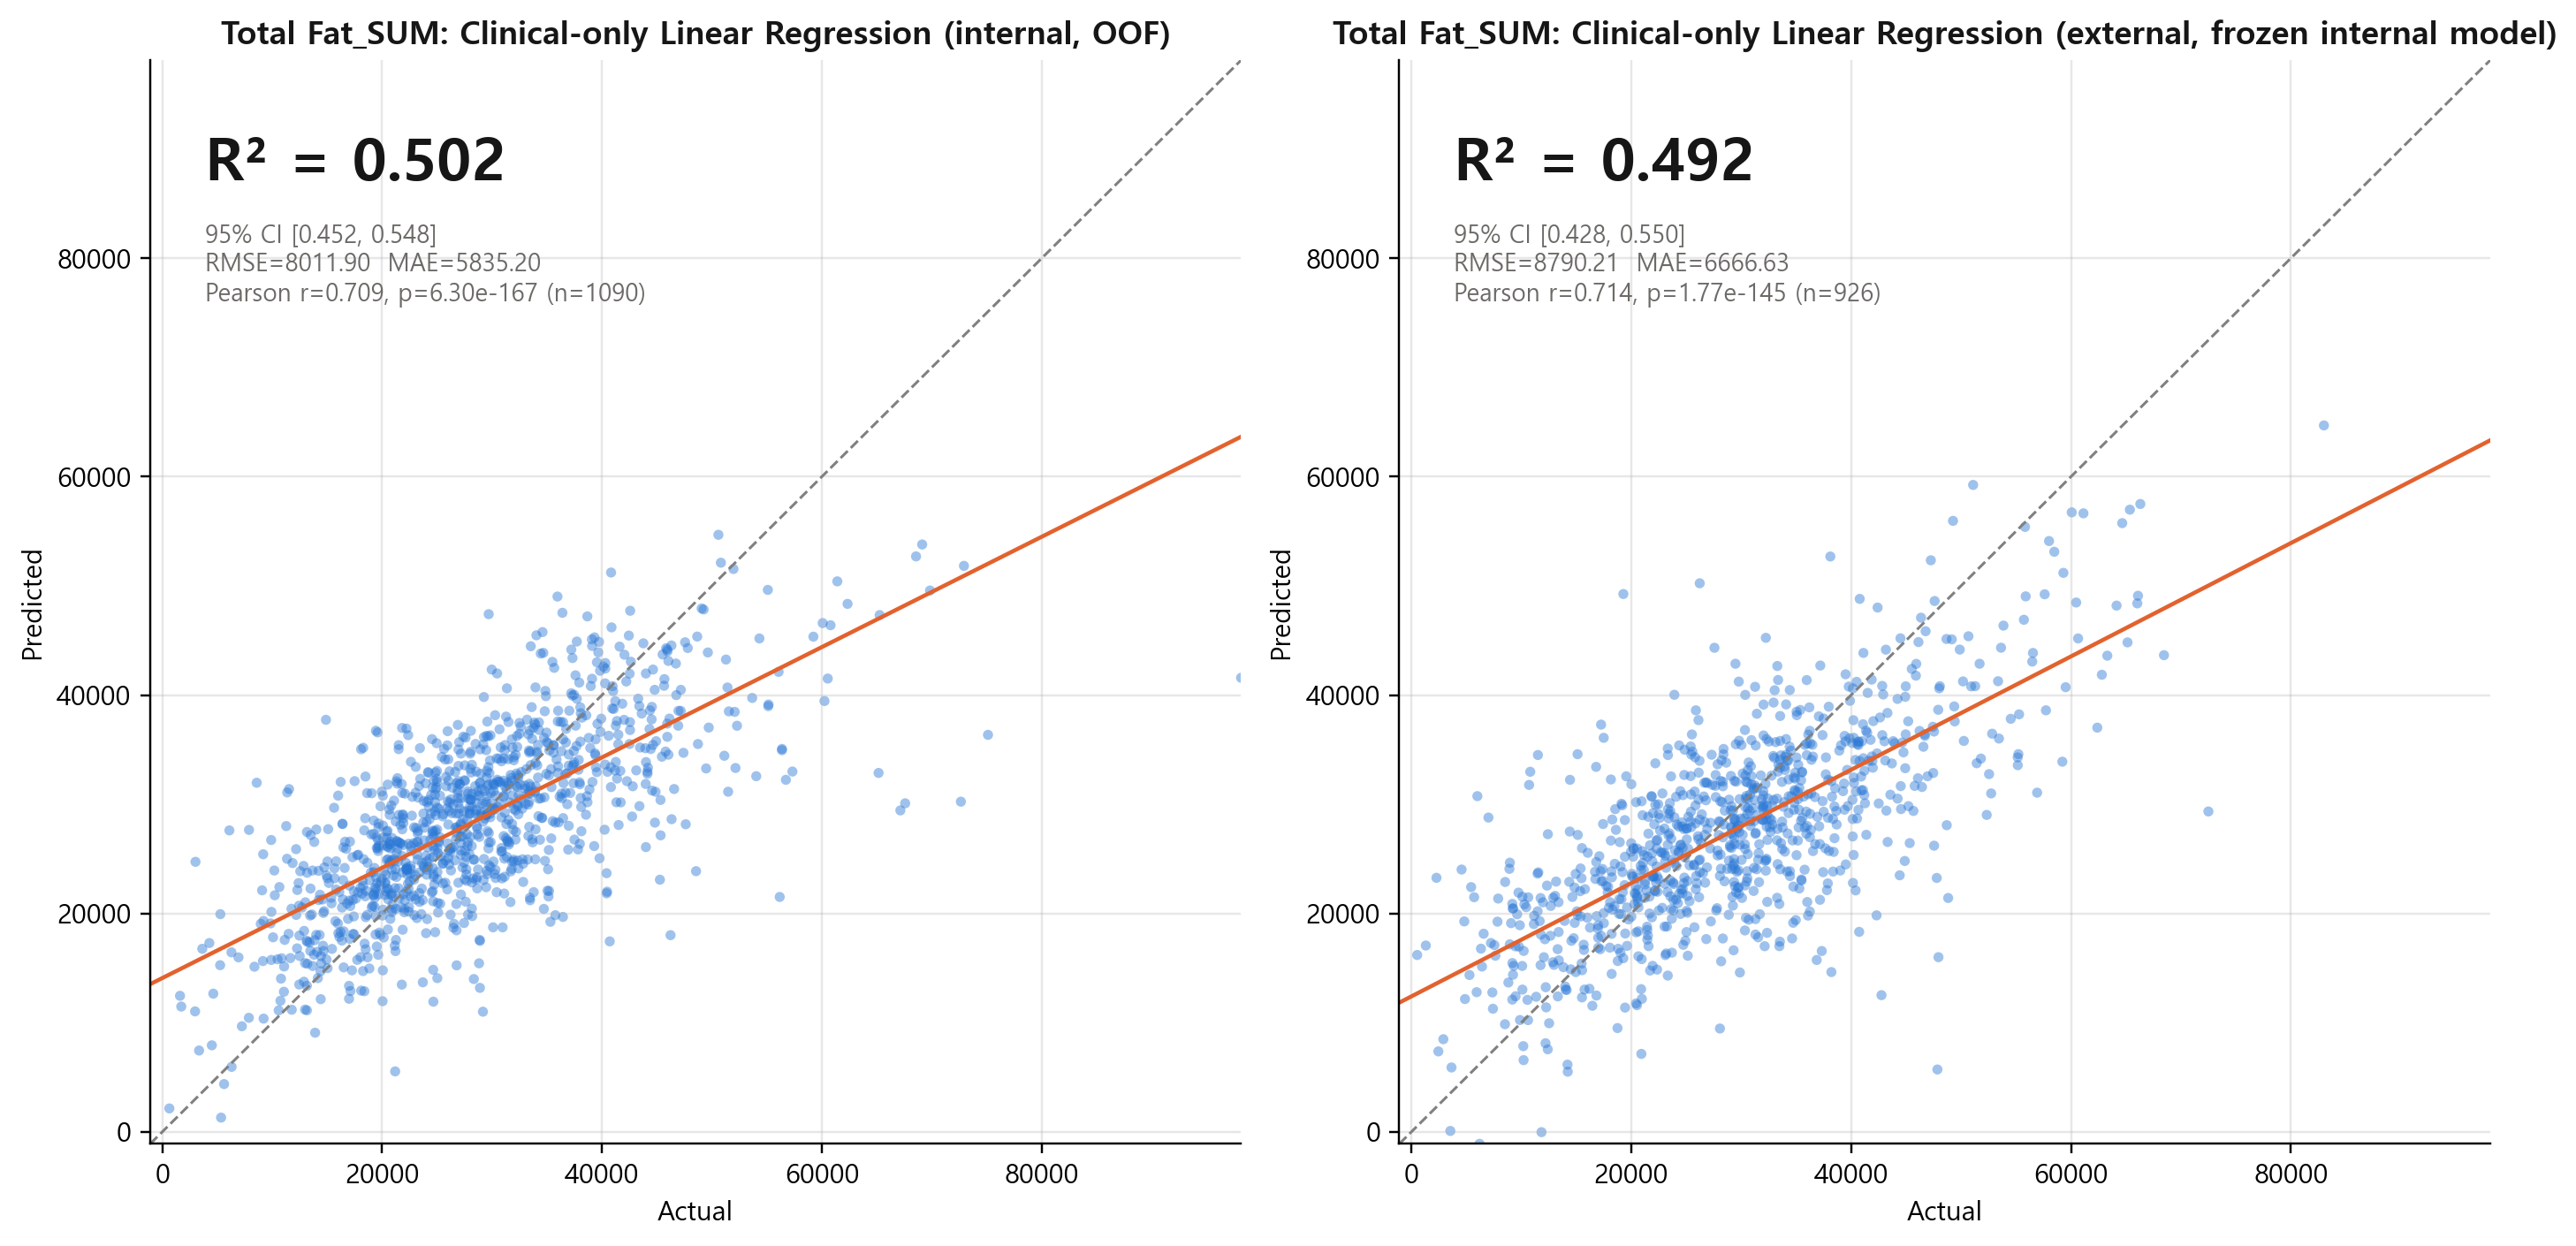 Total Fat_SUM: Clinical-only Linear Regression (internal, OOF)
R² = 0.502
95% CI [0.452, 0.548]
RMSE=8011.90 MAE=5835.20
Pearson r=0.709, p=6.30e-167 (n=1090)
Predicted
80000
60000
40000
20000
0
0 20000 40000 60000 80000
Actual
Total Fat_SUM: Clinical-only Linear Regression (external, frozen internal model)
R² = 0.492
95% CI [0.428, 0.550]
RMSE=8790.21 MAE=6666.63
Pearson r=0.714, p=1.77e-145 (n=926)
Predicted
80000
60000
40000
20000
0
0 20000 40000 60000 80000
Actual